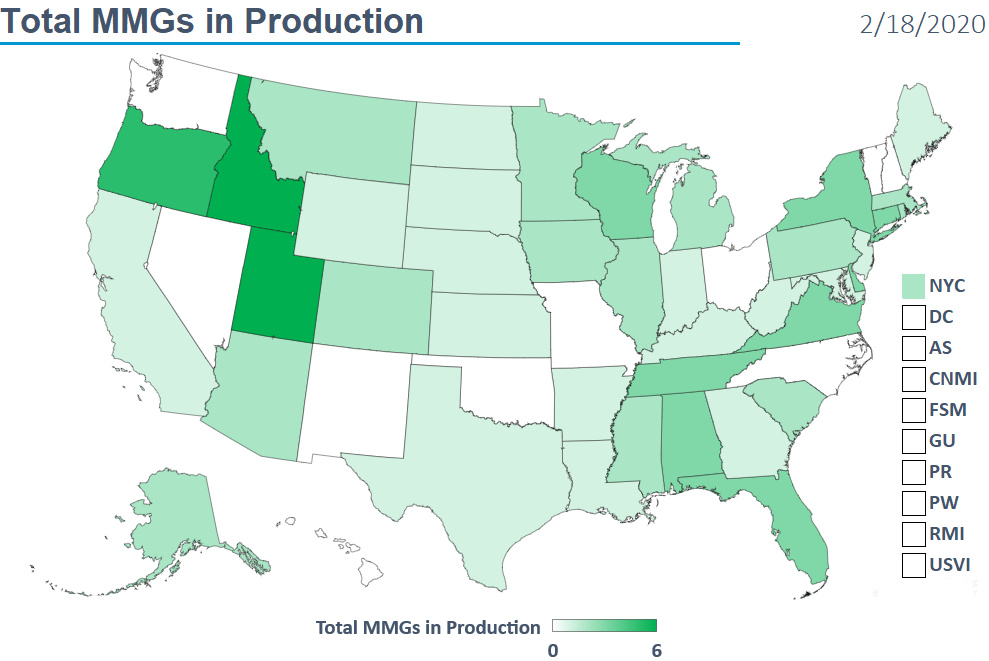 Total MMGs in Production
2/18/2020
NYC
DC
AS
CNMI
FSM
GU
PR
PW
RMI
USVI
Total MMGs in Production
0 6